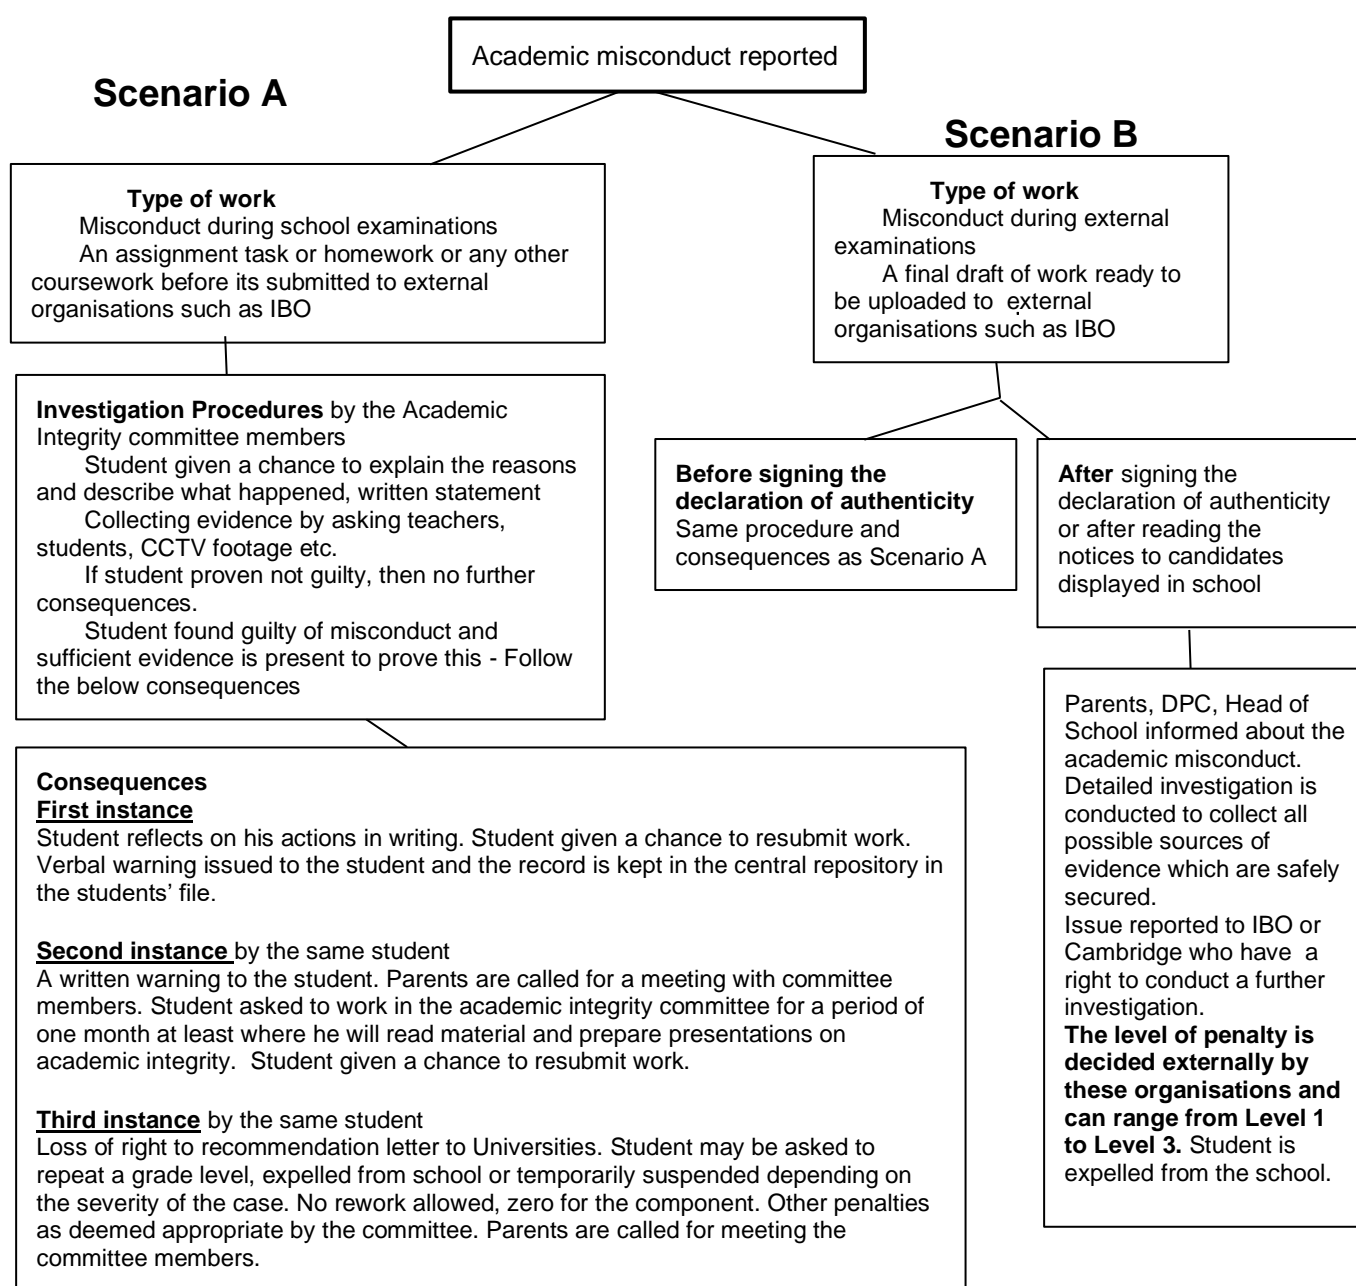 Academic misconduct reported
Scenario A
Type of work
Misconduct during school examinations
An assignment task or homework or any other
coursework before its submitted to external
organisations such as IBO
Investigation Procedures by the Academic
Integrity committee members
Student given a chance to explain the reasons
and describe what happened, written statement
Collecting evidence by asking teachers,
students, CCTV footage etc.
If student proven not guilty, then no further
consequences.
Student found guilty of misconduct and
sufficient evidence is present to prove this - Follow
the below consequences
Consequences
First instance
Student reflects on his actions in writing. Student given a chance to resubmit work.
Verbal warning issued to the student and the record is kept in the central repository in
the students’ file.
Second instance by the same student
A written warning to the student. Parents are called for a meeting with committee
members. Student asked to work in the academic integrity committee for a period of
one month at least where he will read material and prepare presentations on
academic integrity.  Student given a chance to resubmit work.
Third instance by the same student
Loss of right to recommendation letter to Universities. Student may be asked to
repeat a grade level, expelled from school or temporarily suspended depending on
the severity of the case. No rework allowed, zero for the component. Other penalties
as deemed appropriate by the committee. Parents are called for meeting the
committee members.
Scenario B
Type of work
Misconduct during external
examinations
A final draft of work ready to
be uploaded to  external
organisations such as IBO
Before signing the
declaration of authenticity
Same procedure and
consequences as Scenario A
After signing the
declaration of authenticity
or after reading the
notices to candidates
displayed in school
Parents, DPC, Head of
School informed about the
academic misconduct.
Detailed investigation is
conducted to collect all
possible sources of
evidence which are safely
secured.
Issue reported to IBO or
Cambridge who have  a
right to conduct a further
investigation.
The level of penalty is
decided externally by
these organisations and
can range from Level 1
to Level 3. Student is
expelled from the school.